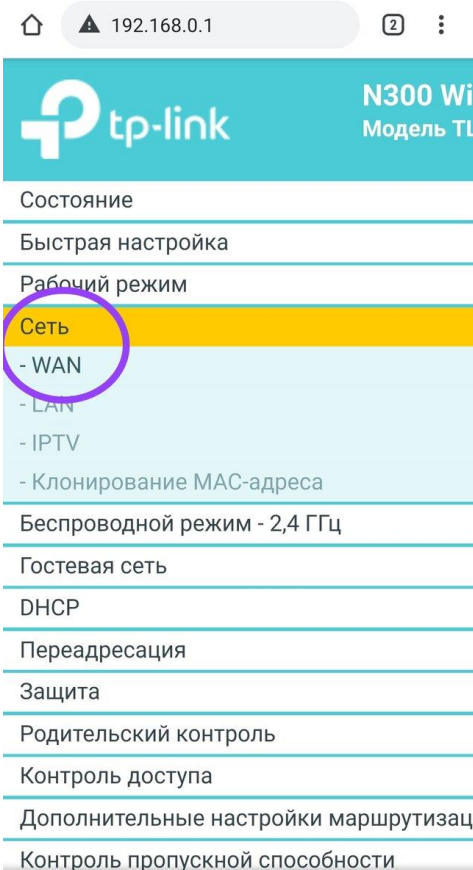 2
192.168.0.1
tp-link
N300 Wi
Модель TL
Состояние
Быстрая настройка
Рабочий режим
Сеть
- WAN
- LAN
- IPTV
- Клонирование MAC-адреса
Беспроводной режим - 2,4 ГГц
Гостевая сеть
DHCP
Переадресация
Защита
Родительский контроль
Контроль доступа
Дополнительные настройки маршрутизац
Контроль пропускной способности